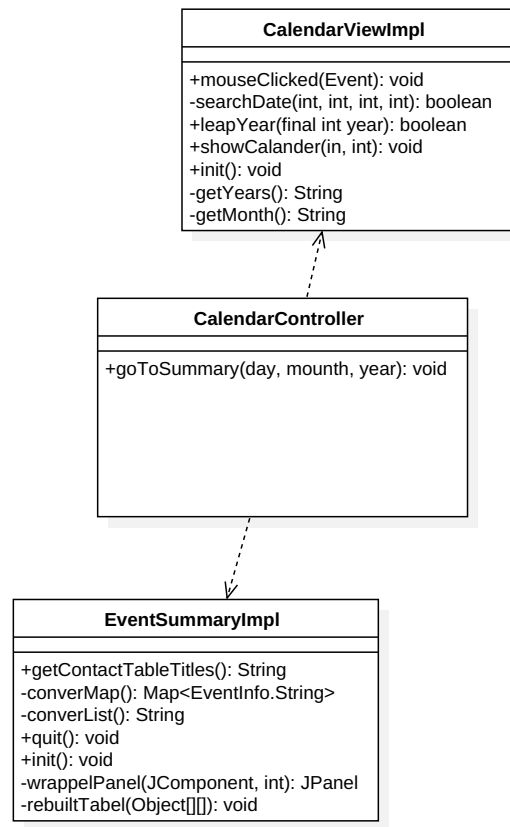 CalendarViewImpl
+mouseClicked(Event): void
-searchDate(int, int, int, int): boolean
+leapYear(final int year): boolean
+showCalander(in, int): void
+init(): void
-getYears(): String
-getMonth(): String
CalendarController
+goToSummary(day, mounth, year): void
EventSummaryImpl
+getContactTableTitles(): String
-converMap(): Map<EventInfo.String>
-converList(): String
+quit(): void
+init(): void
-wrappelPanel(JComponent, int): JPanel
-rebuiltTabel(Object[][]): void